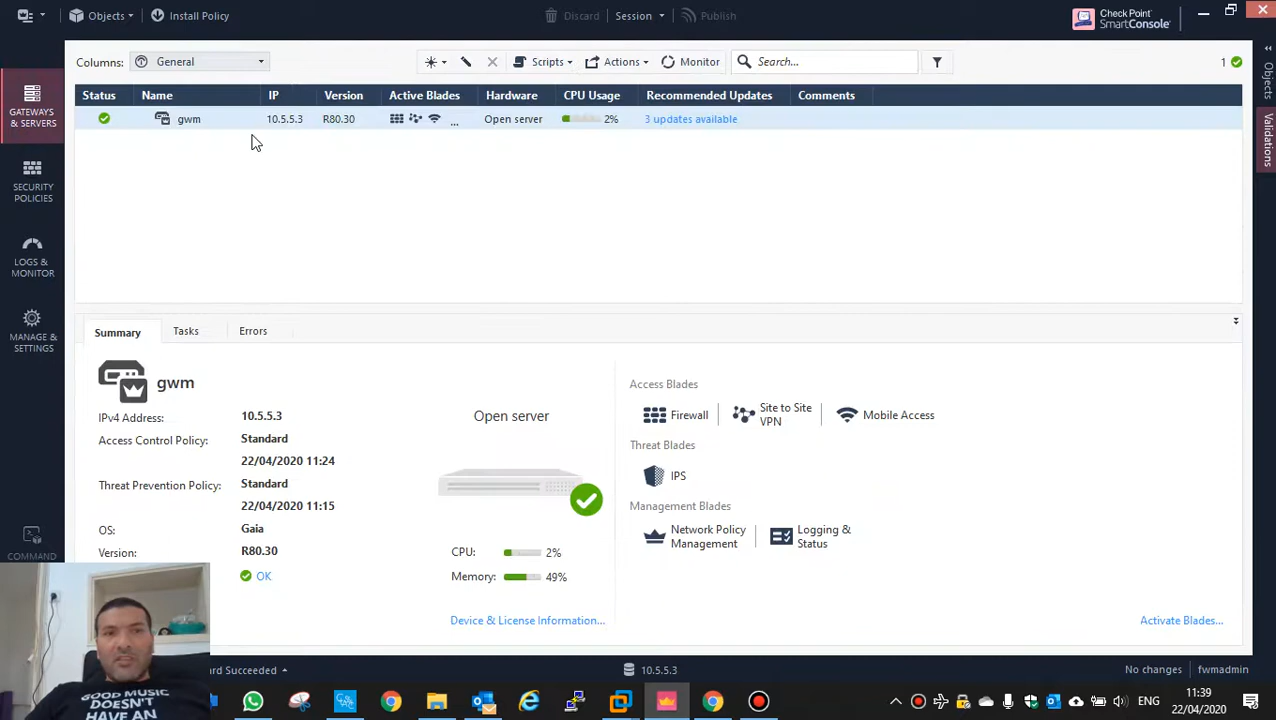 Objects
Install Policy
Discard
Session
Publish
Check Point
SmartConsole
Columns:
General
Scripts
Actions
Monitor
Search...
1
Status
Name
IP
Version
Active Blades
Hardware
CPU Usage
Recommended Updates
Comments
gwm
10.5.5.3
R80.30
...
Open server
2%
3 updates available
GATEWAYS
& SERVERS
SECURITY
POLICIES
LOGS &
MONITOR
MANAGE &
SETTINGS
COMMAND
Objects
Validations
Summary
Tasks
Errors
gwm
IPv4 Address:
10.5.5.3
Access Control Policy:
Standard
22/04/2020 11:24
Threat Prevention Policy:
Standard
22/04/2020 11:15
OS:
Gaia
Version:
R80.30
OK
Open server
CPU:
2%
Memory:
49%
Device & License Information...
Access Blades
Firewall
Site to Site
VPN
Mobile Access
Threat Blades
IPS
Management Blades
Network Policy
Management
Logging &
Status
Activate Blades...
Succeeded
10.5.5.3
No changes
fwmadmin
GOOD MUSIC
DOESN'T
HAVE AN
ENG
11:39
22/04/2020